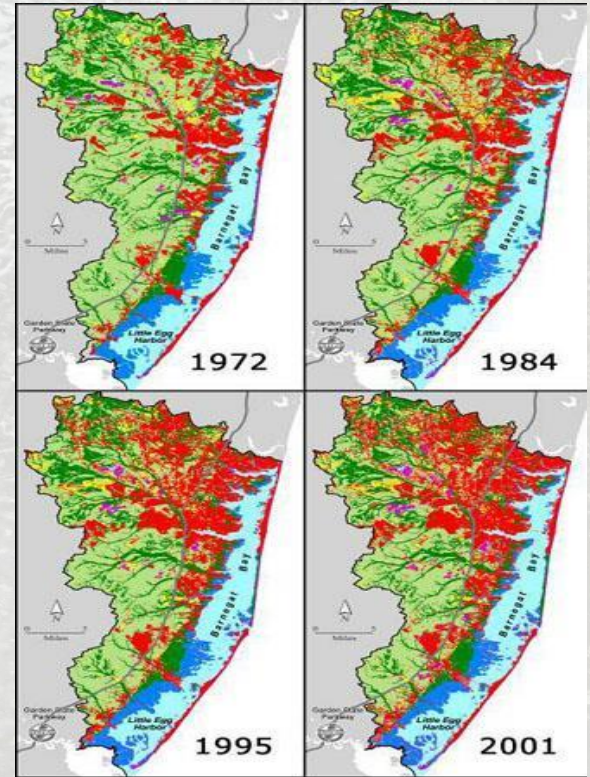 N
Miles
Barnegat Bay
Garden State
Parkway
Little Egg
Harbor
1972
N
Miles
Barnegat Bay
Garden State
Parkway
Little Egg
Harbor
1984
N
Miles
Barnegat Bay
Garden State
Parkway
Little Egg
Harbor
1995
N
Miles
Barnegat Bay
Garden State
Parkway
Little Egg
Harbor
2001